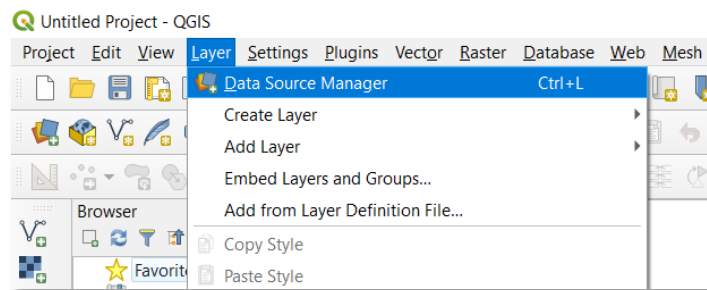 Untitled Project - QGIS
Project Edit View Layer Settings Plugins Vector Raster Database Web Mesh
Data Source Manager Ctrl+L
Create Layer
Add Layer
Embed Layers and Groups...
Add from Layer Definition File...
Browser
Copy Style
Favorit
Paste Style